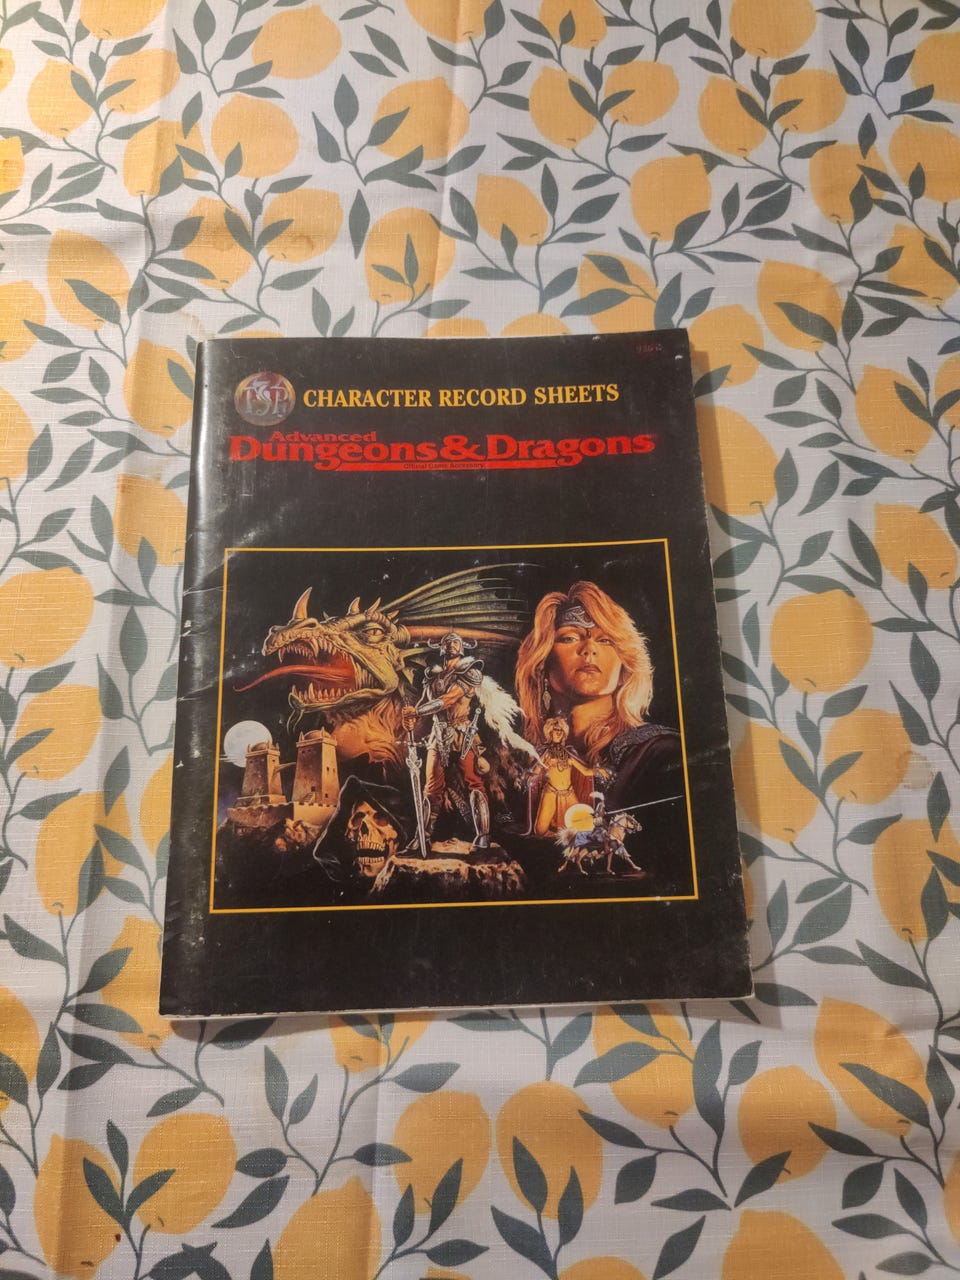 TSR
CHARACTER RECORD SHEETS
Advanced
Dungeons & Dragons
Official Game Accessory